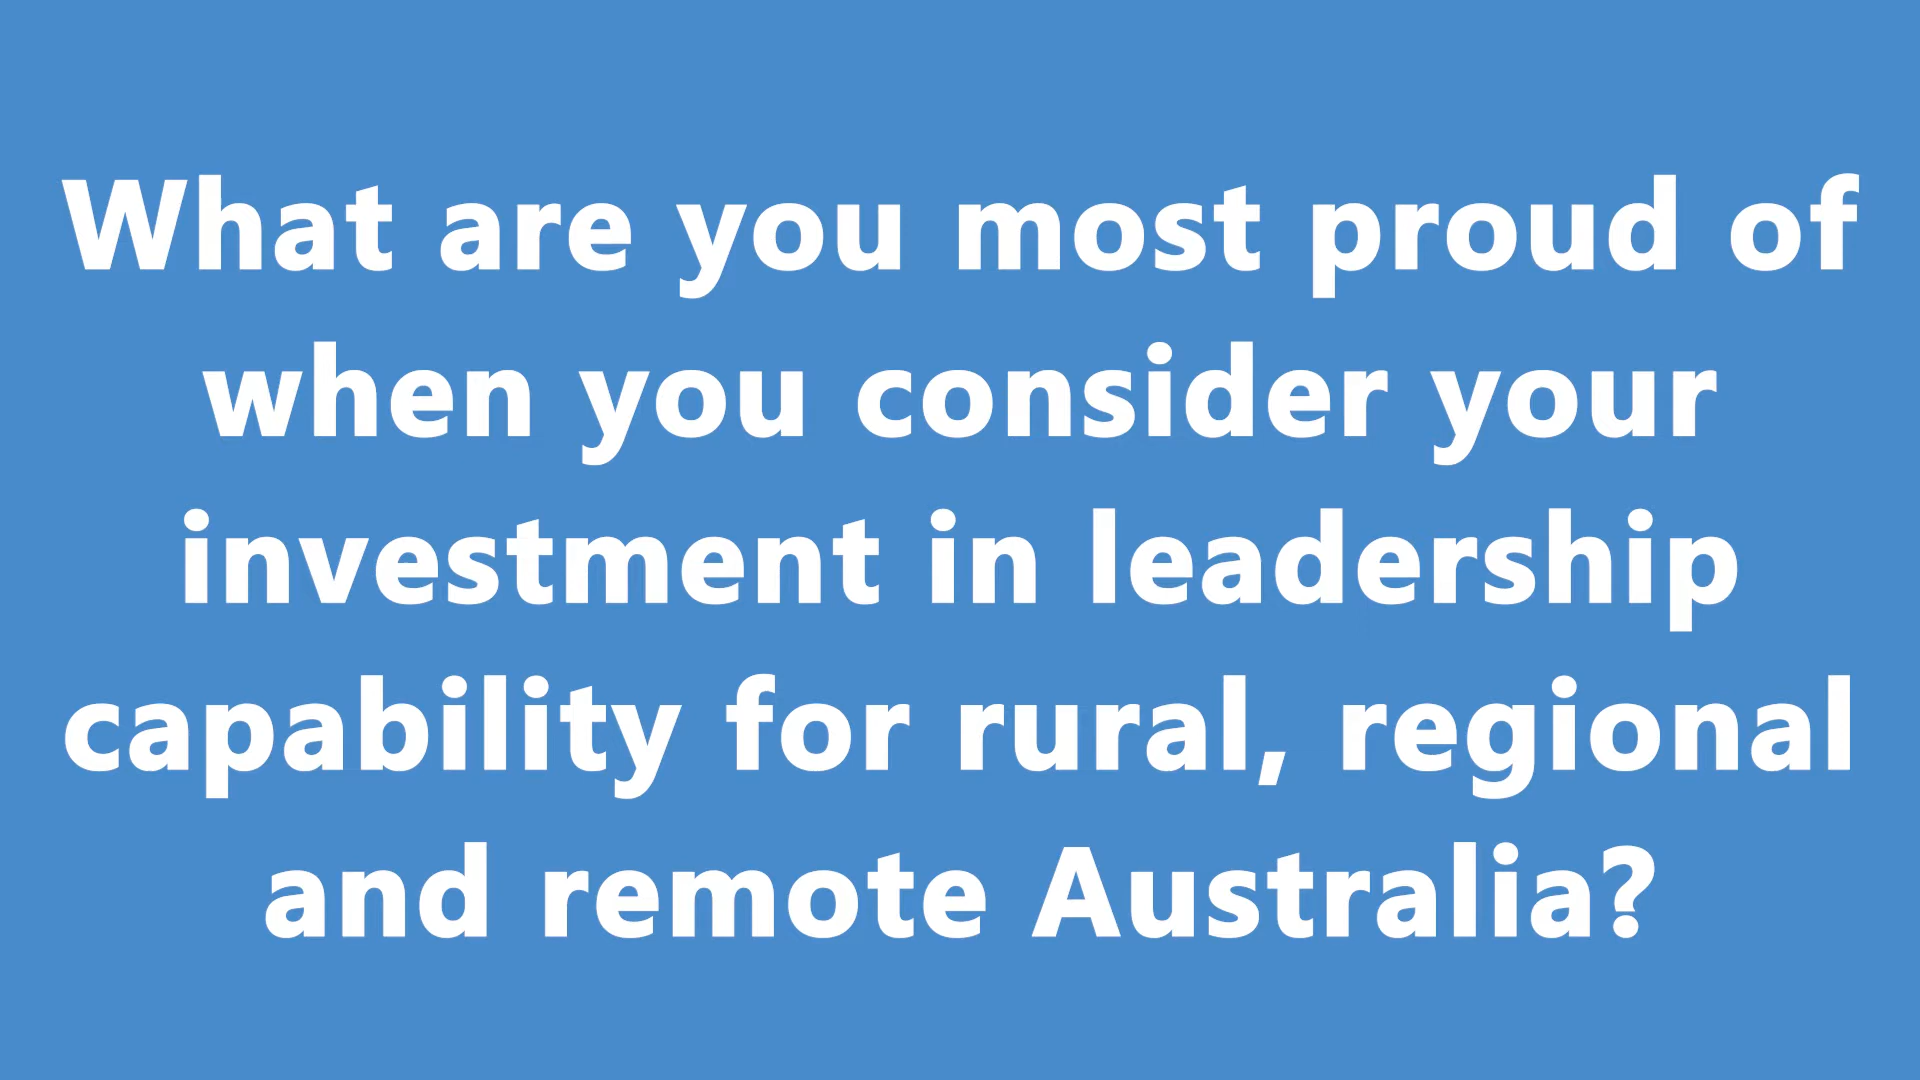 What are you most proud of
when you consider your
investment in leadership
capability for rural, regional
and remote Australia?